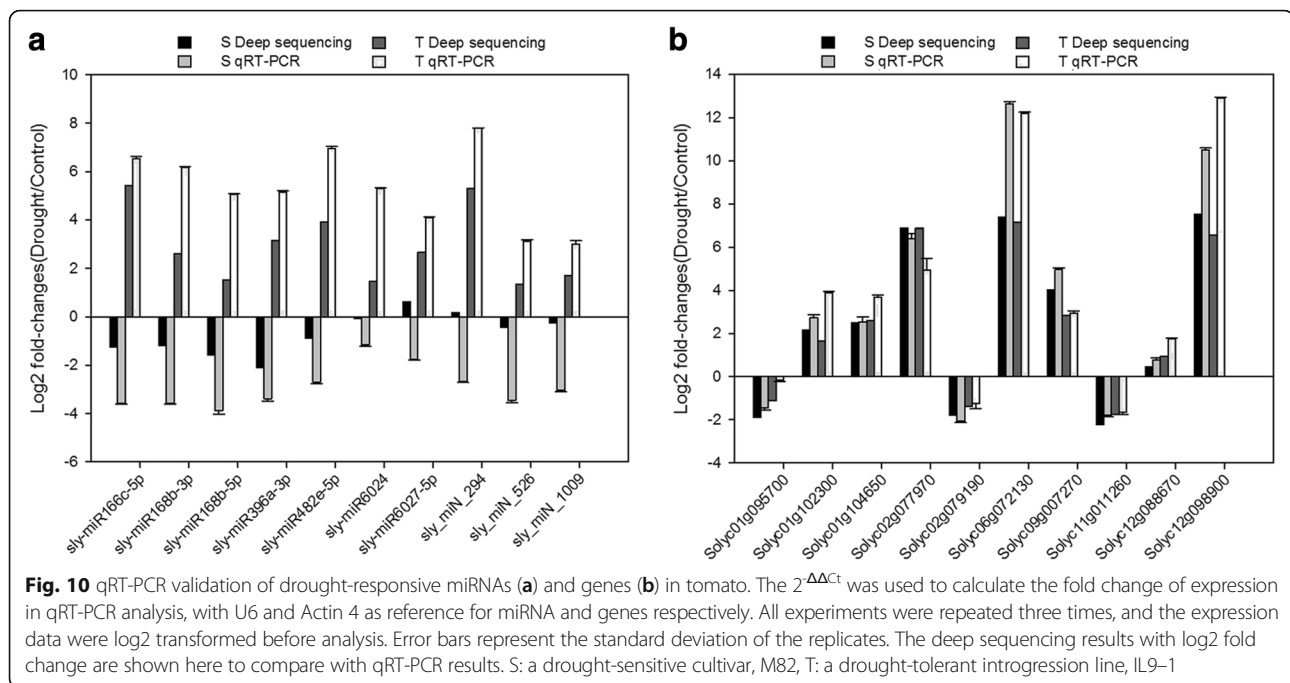 a
S Deep sequencing
T Deep sequencing
S qRT-PCR
T qRT-PCR
Log2 fold-changes(Drought/Control)
10
8
6
4
2
0
-2
-4
-6
sly-miR166c-5p
sly-miR168b-3p
sly-miR168b-5p
sly-miR396a-3p
sly-miR482e-5p
sly-miR6024
sly-miR6027-5p
sly_miN_294
sly_miN_526
sly_miN_1009
b
S Deep sequencing
T Deep sequencing
S qRT-PCR
T qRT-PCR
Log2 fold-changes(Drought/Control)
14
12
10
8
6
4
2
0
-2
-4
Solyc01g095700
Solyc01g102300
Solyc01g104650
Solyc02g077970
Solyc02g079190
Solyc06g072130
Solyc09g007270
Solyc11g011260
Solyc12g088670
Solyc12g098900
Fig. 10 qRT-PCR validation of drought-responsive miRNAs (a) and genes (b) in tomato. The 2-ΔΔCt was used to calculate the fold change of expression
in qRT-PCR analysis, with U6 and Actin 4 as reference for miRNA and genes respectively. All experiments were repeated three times, and the expression
data were log2 transformed before analysis. Error bars represent the standard deviation of the replicates. The deep sequencing results with log2 fold
change are shown here to compare with qRT-PCR results. S: a drought-sensitive cultivar, M82, T: a drought-tolerant introgression line, IL9–1